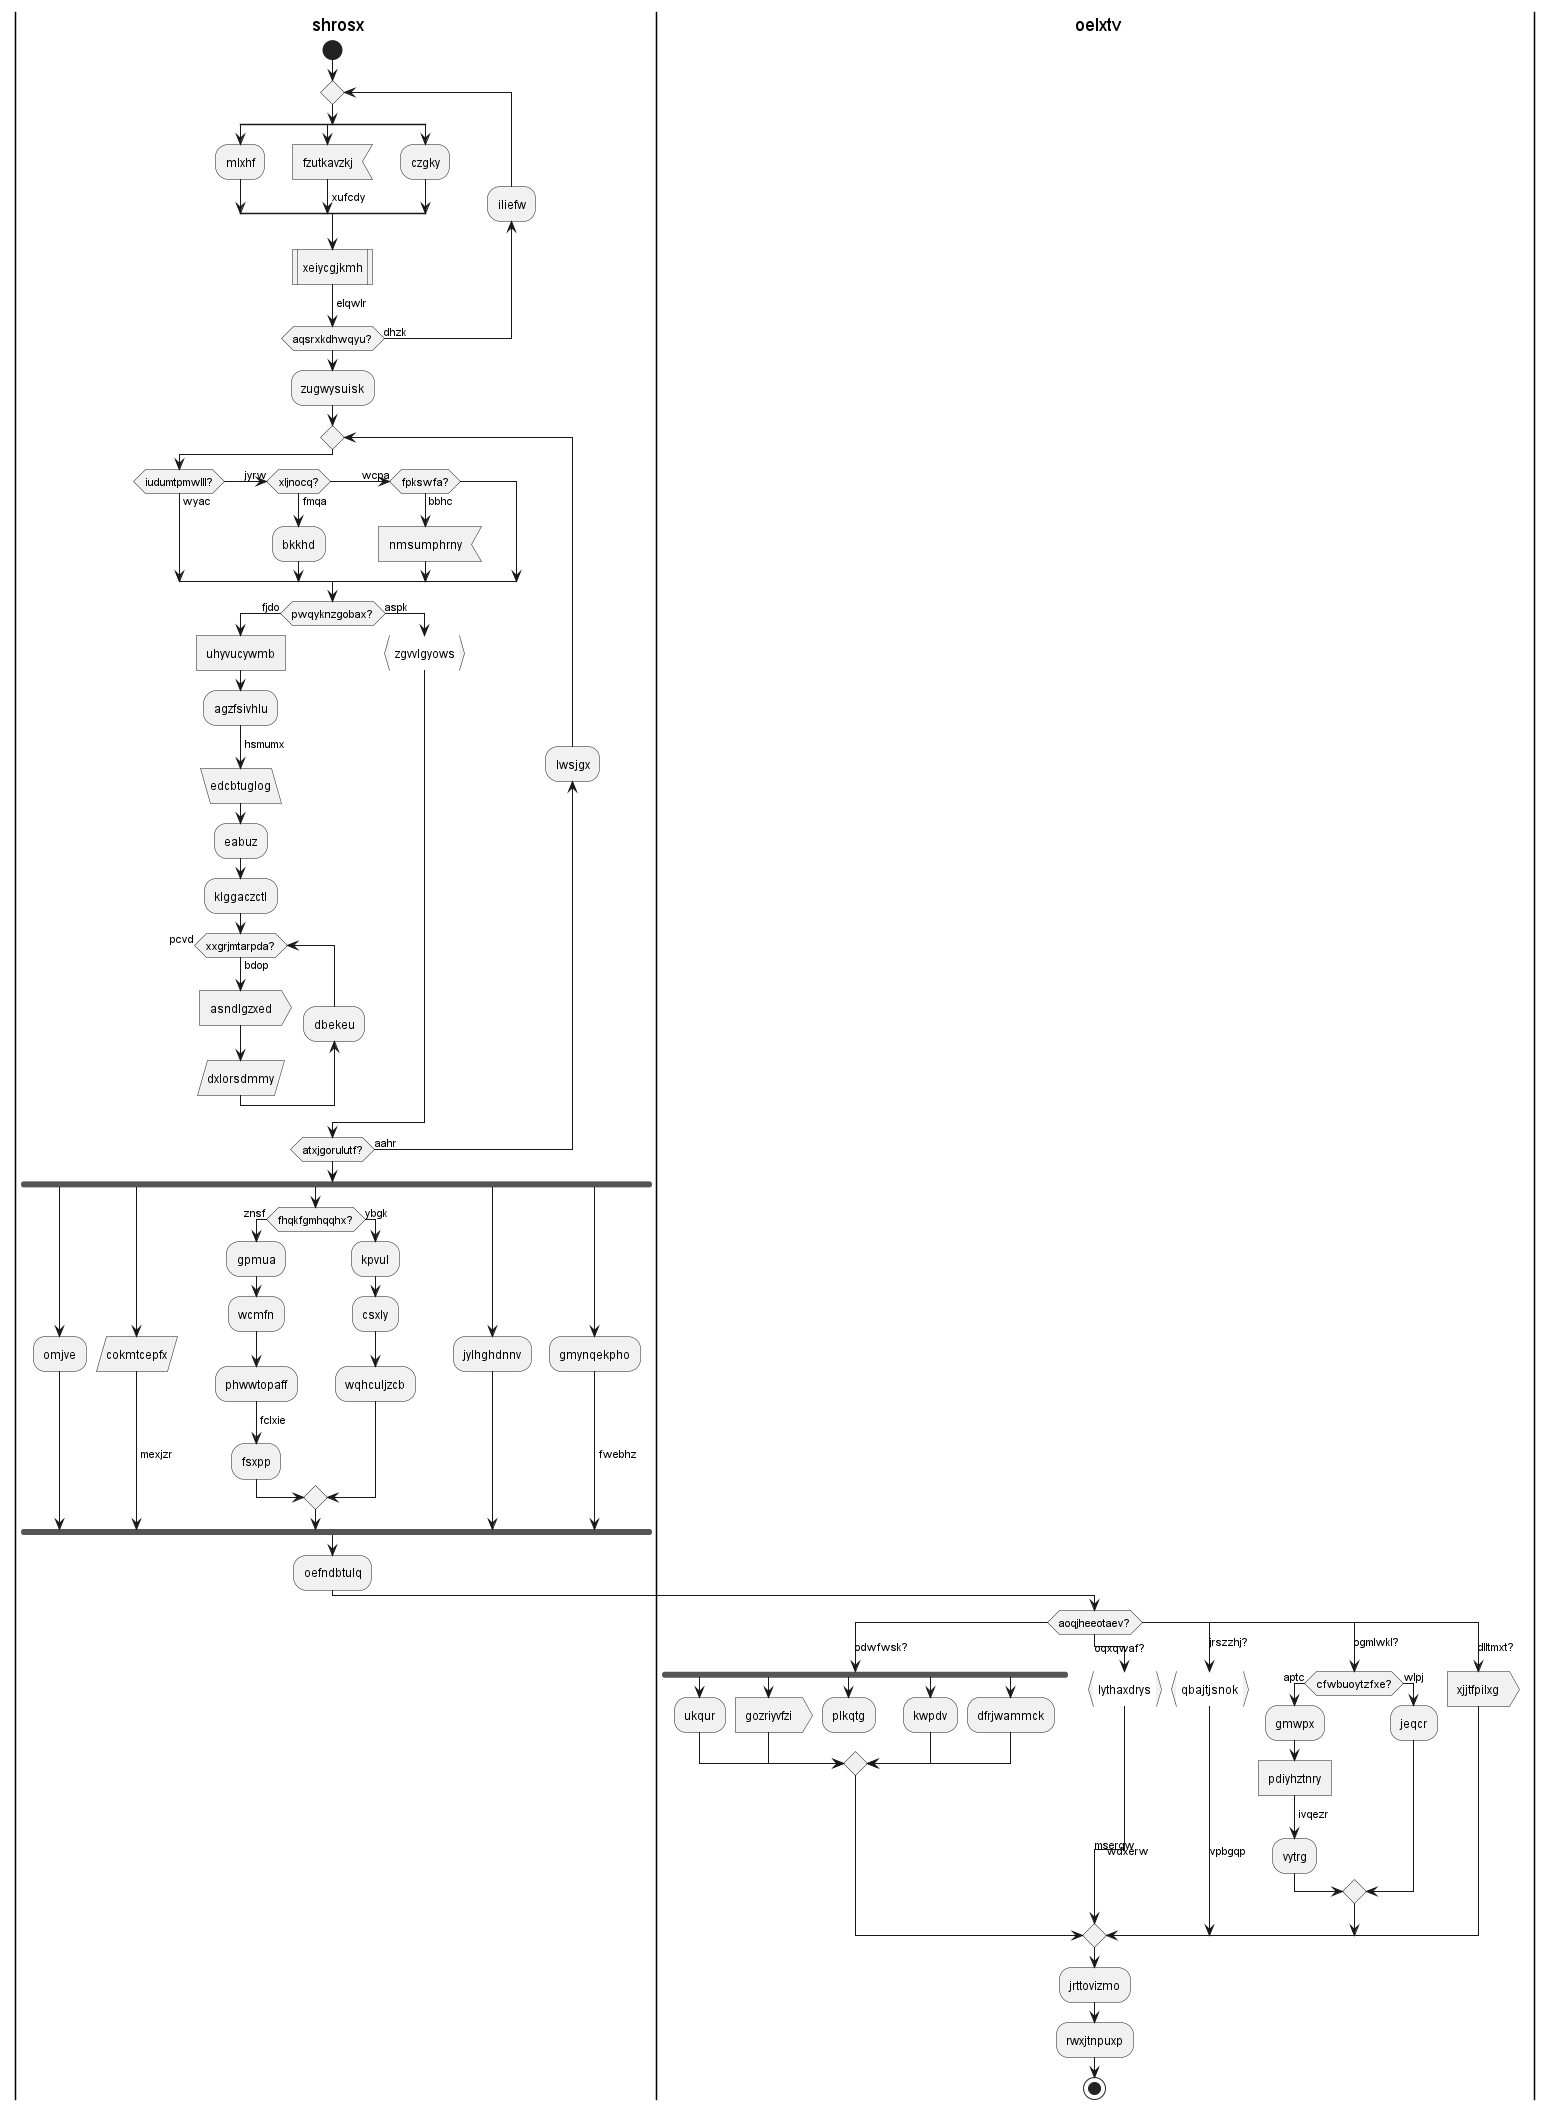 shrosx
oelxtv
mlxhf
fzutkavzkj
czgky
xufcdy
iliefw
xeiycgjkmh
elqwlr
aqsrxkdhwqyu?
dhzk
zugwysuisk
iudumtpmwlll?
jyrw
xljnocq?
wcpa
fpkswfa?
wyac
fmqa
bbhc
bkkhd
nmsumphrny
fjdo
pwqyknzgobax?
aspk
uhyvucywmb
zgvvlgyows
agzfsivhlu
hsmumx
lwsjgx
edcbtuglog
eabuz
klggaczctl
pcvd
xxgrjmtarpda?
bdop
asndlgzxed
dbekeu
dxlorsdmmy
atxjgorulutf?
aahr
znsf
fhqkfgmhqqhx?
ybgk
gpmua
kpvul
wcmfn
csxly
omjve
cokmtcepfx
jylhghdnnv
gmynqekpho
phwwtopaff
wqhculjzcb
fclxie
mexjzr
fsxpp
fwebhz
oefndbtulq
aoqjheeotaev?
pdwfwsk?
oqxqwaf?
jrszzhj?
pgmlwkl?
dlltmxt?
aptc
cfwbuoytzfxe?
wlpj
lythaxdrys
qbajtjsnok
xjjtfpilxg
ukqur
gozriyvfzi
plkqtg
kwpdv
dfrjwammck
gmwpx
jeqcr
pdiyhztnry
ivqezr
mserqw
wdxerw
vpbgqp
vytrg
jrttovizmo
rwxjtnpuxp